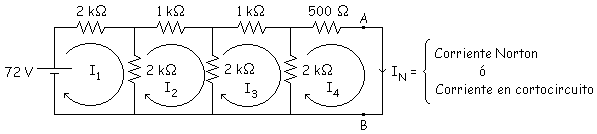 2 kΩ 1 kΩ 1 kΩ 500 Ω A
72 V I1 2 kΩ I2 2 kΩ I3 2 kΩ I4 IN = Corriente Norton
ó
Corriente en cortocircuito
B